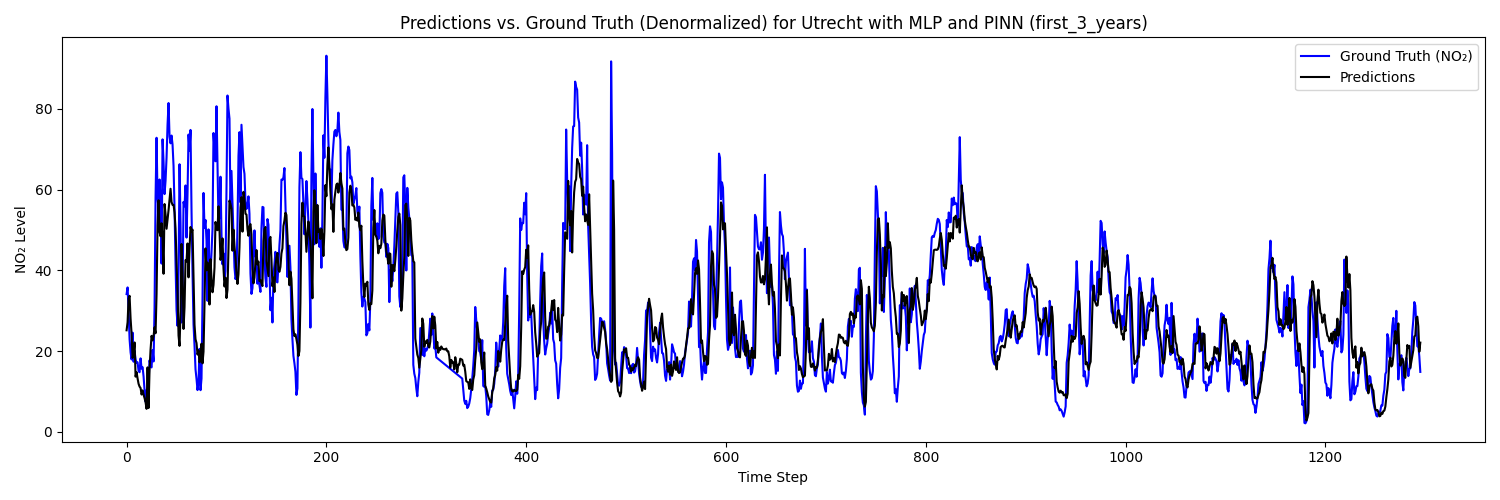 Predictions vs. Ground Truth (Denormalized) for Utrecht with MLP and PINN (first_3_years)
Ground Truth (NO₂)
Predictions
NO₂ Level
80
60
40
20
0
0 200 400 600 800 1000 1200
Time Step